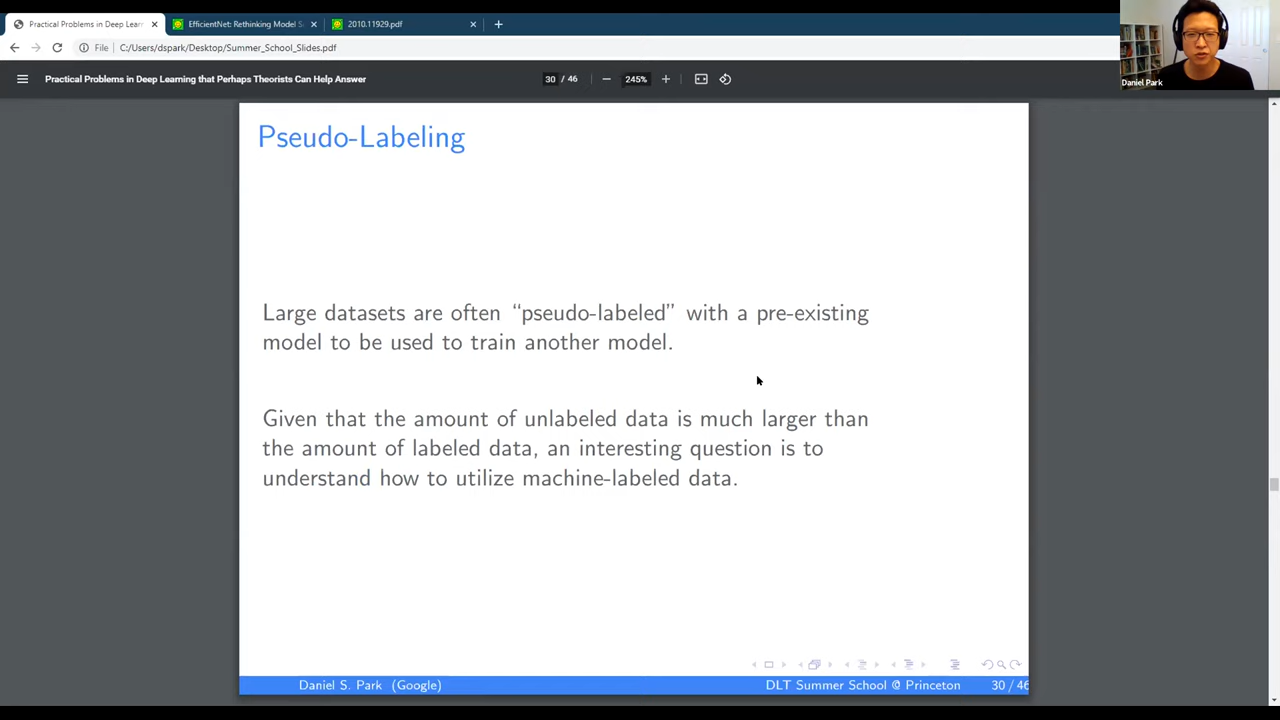 Practical Problems in Deep Lear
EfficientNet: Rethinking Model S
2010.11929.pdf
File
C:/Users/dspark/Desktop/Summer_School_Slides.pdf
Practical Problems in Deep Learning that Perhaps Theorists Can Help Answer
30 / 46
245%
Daniel Park
Pseudo-Labeling
Large datasets are often “pseudo-labeled” with a pre-existing
model to be used to train another model.
Given that the amount of unlabeled data is much larger than
the amount of labeled data, an interesting question is to
understand how to utilize machine-labeled data.
Daniel S. Park (Google)
DLT Summer School @ Princeton
30 / 46